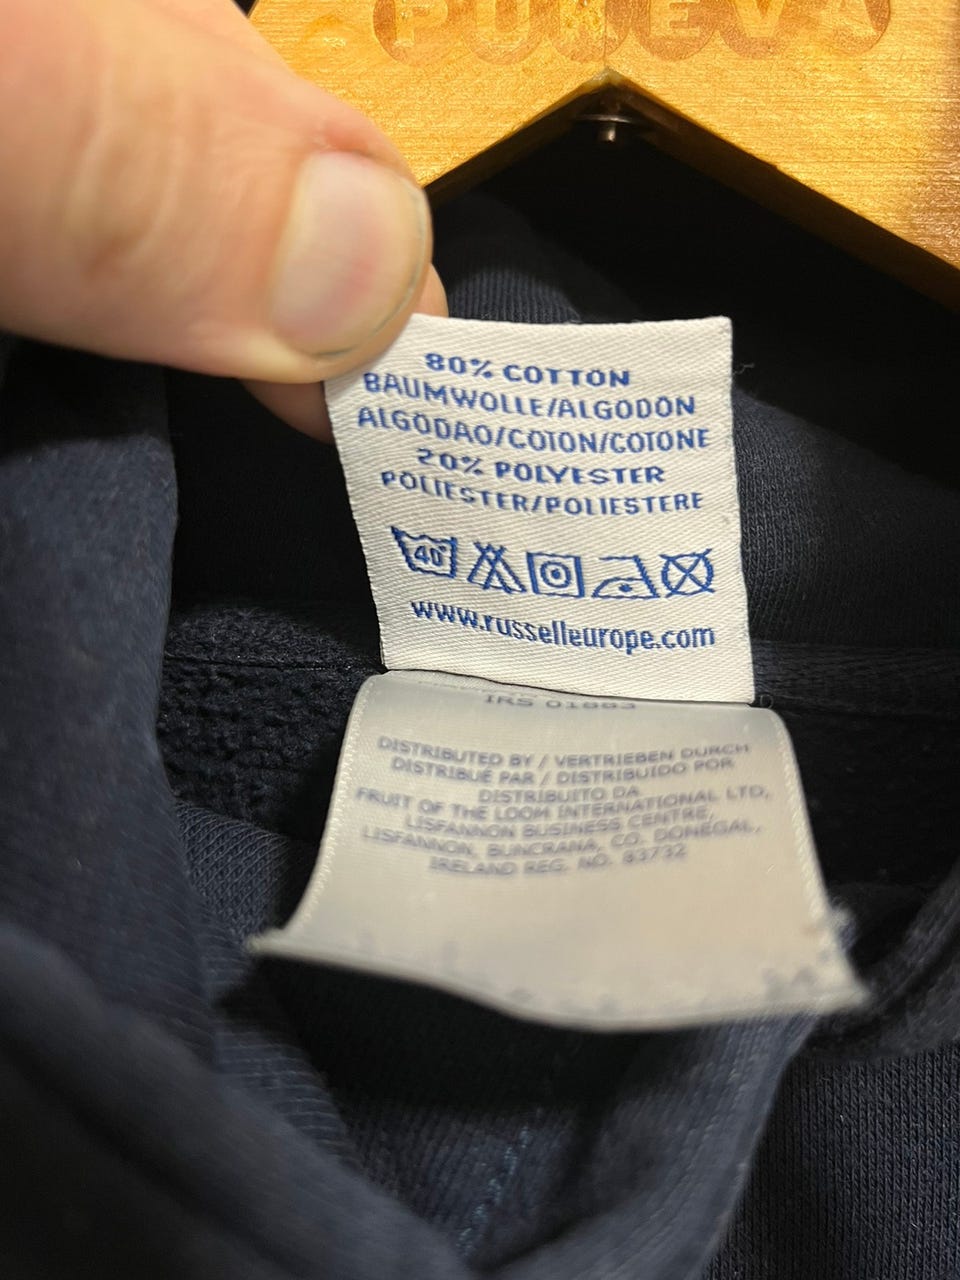 80% COTTON
BAUMWOLLE/ALGODÓN
ALGODAO/COTON/COTONE
20% POLYESTER
POLIESTER/POLIESTERE
40°
www.russelleurope.com
IRS 01883
DISTRIBUTED BY / VERTRIEBEN DURCH
DISTRIBUÉ PAR / DISTRIBUIDO POR
DISTRIBUITO DA
FRUIT OF THE LOOM INTERNATIONAL LTD,
LISFANNON BUSINESS CENTRE,
LISFANNON, BUNCRANA, CO. DONEGAL,
IRELAND REG. NO. 83732